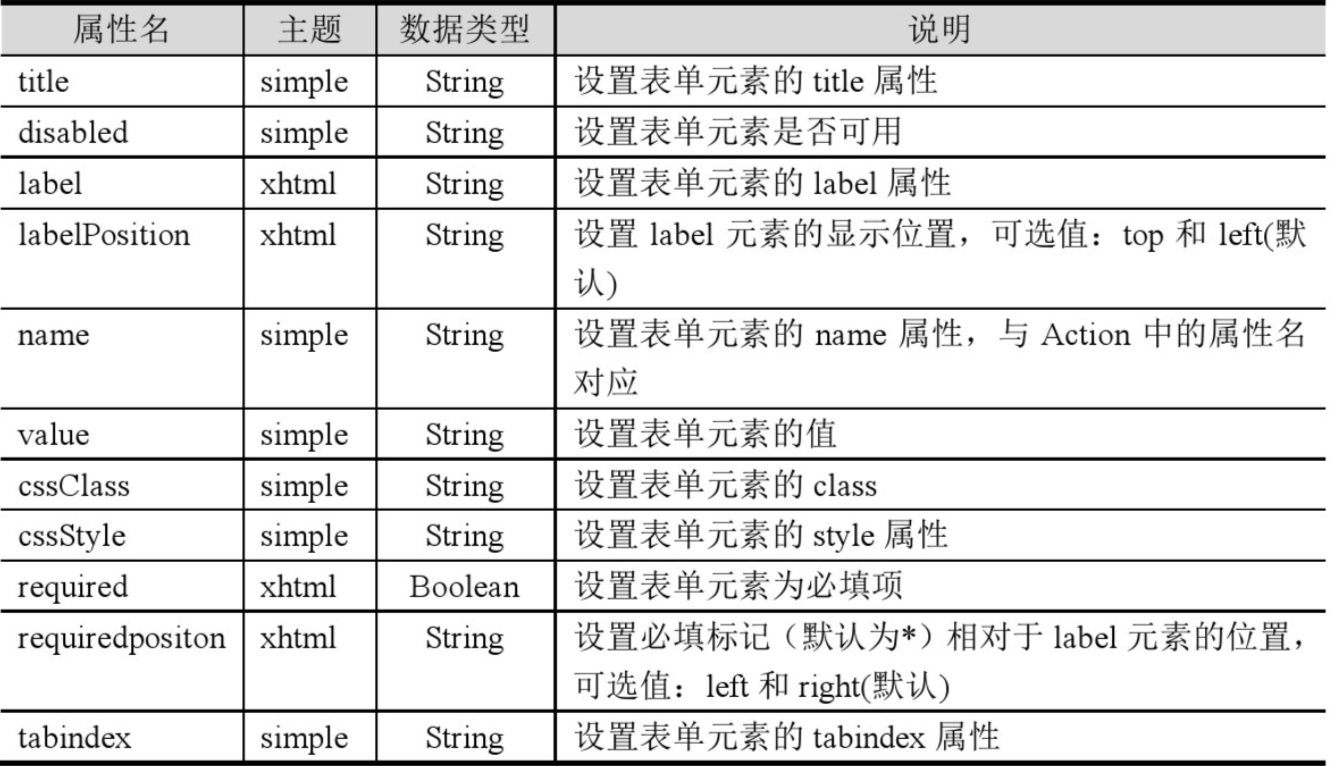 属性名 主题 数据类型 说明
title simple String 设置表单元素的 title 属性
disabled simple String 设置表单元素是否可用
label xhtml String 设置表单元素的 label 属性
labelPosition xhtml String 设置 label 元素的显示位置，可选值：top 和 left(默
认)
name simple String 设置表单元素的 name 属性，与 Action 中的属性名
对应
value simple String 设置表单元素的值
cssClass simple String 设置表单元素的 class
cssStyle simple String 设置表单元素的 style 属性
required xhtml Boolean 设置表单元素为必填项
requiredpositon xhtml String 设置必填标记（默认为*）相对于 label 元素的位置，
可选值：left 和 right(默认)
tabindex simple String 设置表单元素的 tabindex 属性